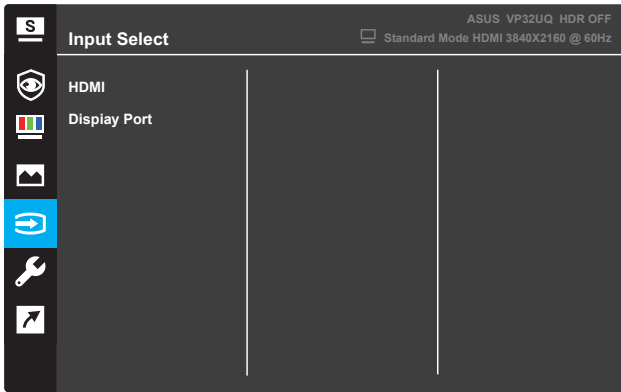 S
ASUS VP32UQ HDR OFF
Input Select
Standard Mode HDMI 3840X2160 @ 60Hz
HDMI
Display Port